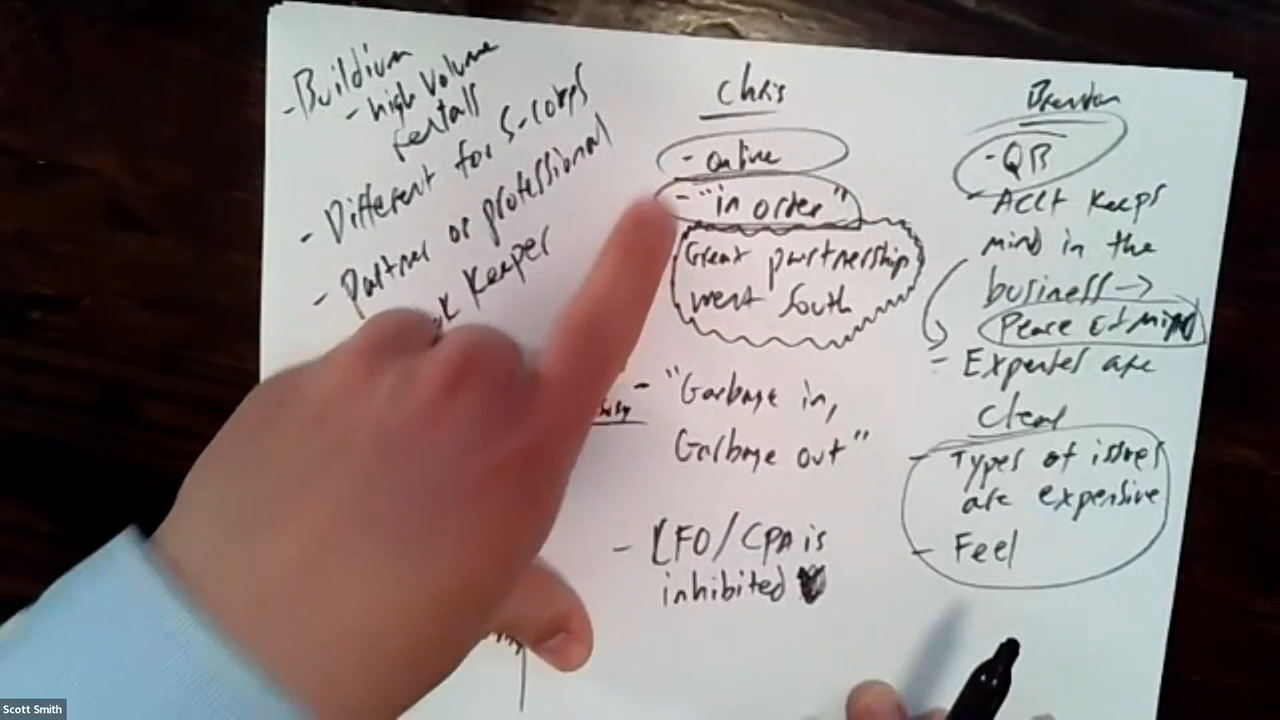 - Buildium
- high Volume
rentals
- Different for S-corps
- Partner or professional
keeper
Chris
- online
- "in order"
Great partnership
went South
- "Garbage in,
Garbage out"
- CFO/CPA is
inhibited
Brandon
- QB
- Acct keeps
mind in the
business →
Peace of mind
- Expenses are
clear
- Types of issues
are expensive
- Feel
Scott Smith